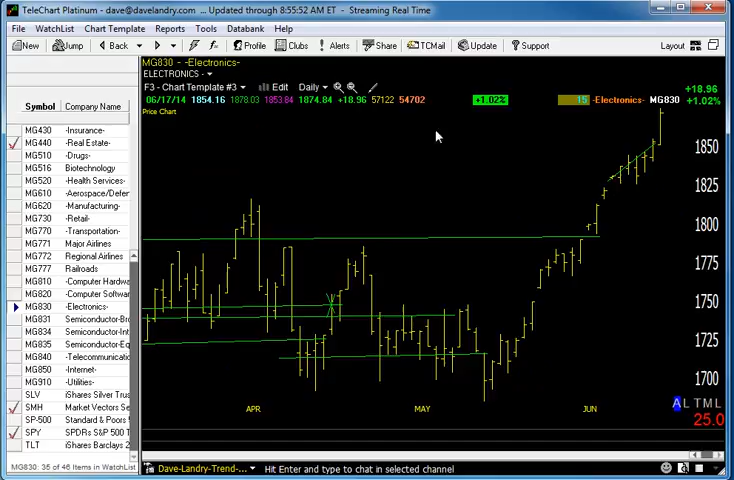 TeleChart Platinum - dave@davelandry.com ... Updated through 8:55:52 AM ET - Streaming Real Time
File WatchList Chart Template Reports Databank Help
New Jump Back Profile Clubs Alerts Share TCMail Update Support Layout
MG830 - -Electronics-
ELECTRONICS -
F3 - Chart Template #3 Edit Daily
06/17/14 1854.16 1878.03 1853.84 1874.84 +18.96 57122 54702 +1.02% 15 -Electronics- MG830
+18.96
+1.02%
Price Chart
Symbol Company Name
MG430 -Insurance-
MG440 -Real Estate-
MG510 -Drugs-
MG516 Biotechnology
MG520 -Health Services-
MG610 -Aerospace/Defen
MG620 -Manufacturing-
MG730 -Retail-
MG770 -Transportation-
MG771 Major Airlines
MG772 Regional Airlines
MG777 Railroads
MG810 -Computer Hardwa
MG820 -Computer Softwa
MG830 -Electronics-
MG831 Semiconductor-Br
MG834 Semiconductor-Int
MG835 Semiconductor-Eq
MG840 -Telecommunicatio
MG850 -Internet-
MG910 -Utilities-
SLV iShares Silver Trus
SMH Market Vectors Se
SP-500 Standard & Poors
SPY SPDRs S&P 500 T
TLT iShares Barclays 2
1850
1825
1800
1775
1750
1725
1700
APR MAY JUN
A L T M L
25.0
MG830: 35 of 46 Items in WatchList
Dave-Landry-Trend-... Hit Enter and type to chat in selected channel